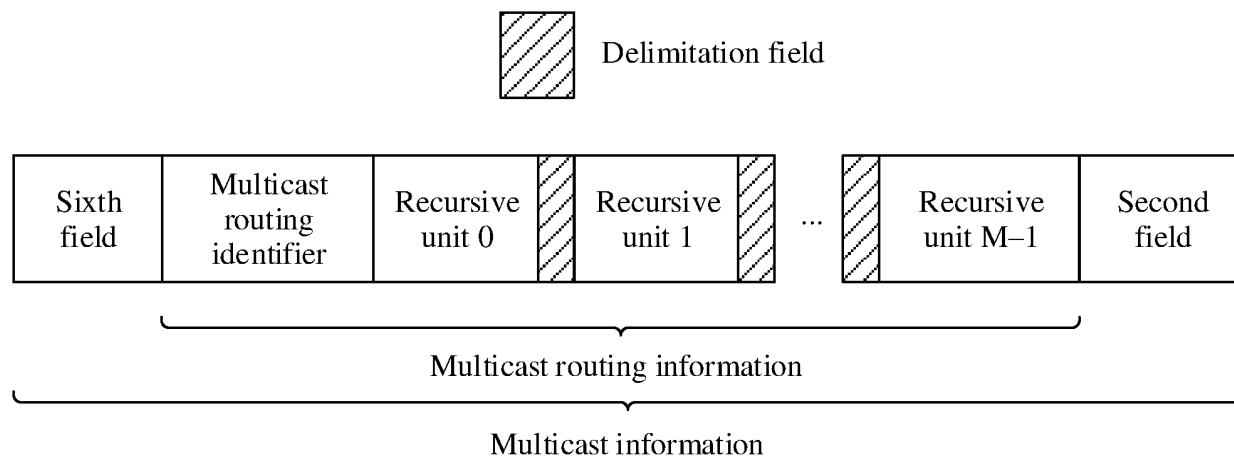 Delimitation field
Sixth
field
Multicast
routing
identifier
Recursive
unit 0
Recursive
unit 1
...
Recursive
unit M–1
Second
field
Multicast routing information
Multicast information